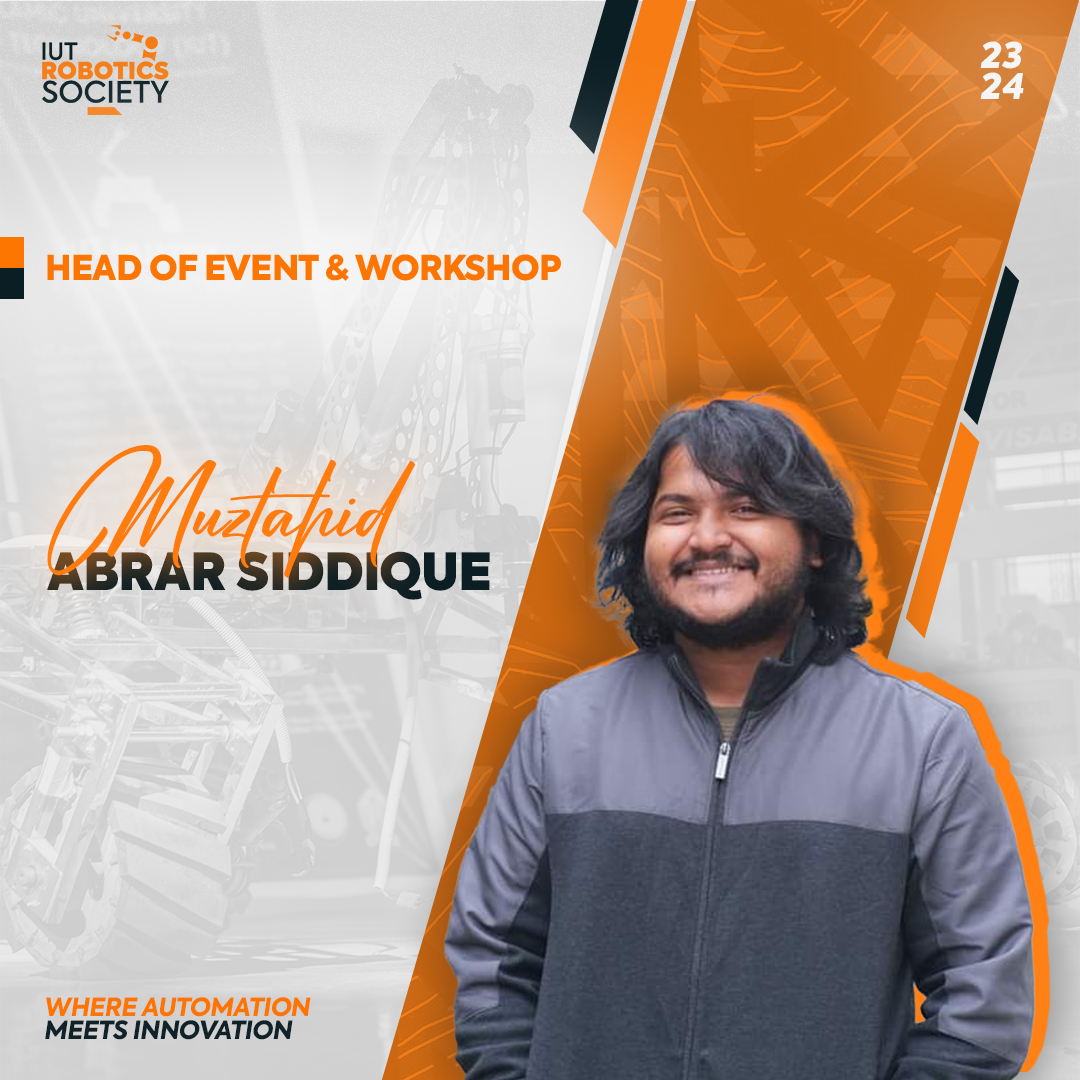 IUT
ROBOTICS
SOCIETY
23
24
HEAD OF EVENT & WORKSHOP
Muztahid
ABRAR SIDDIQUE
WHERE AUTOMATION
MEETS INNOVATION